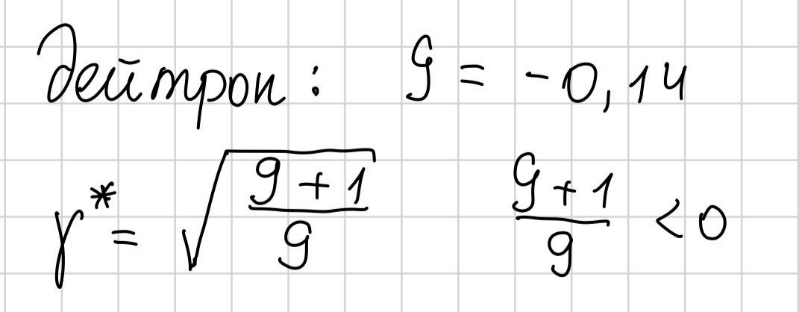 Дейтрон: G = -0,14
γ* = √((G + 1)/G) (G + 1)/G < 0